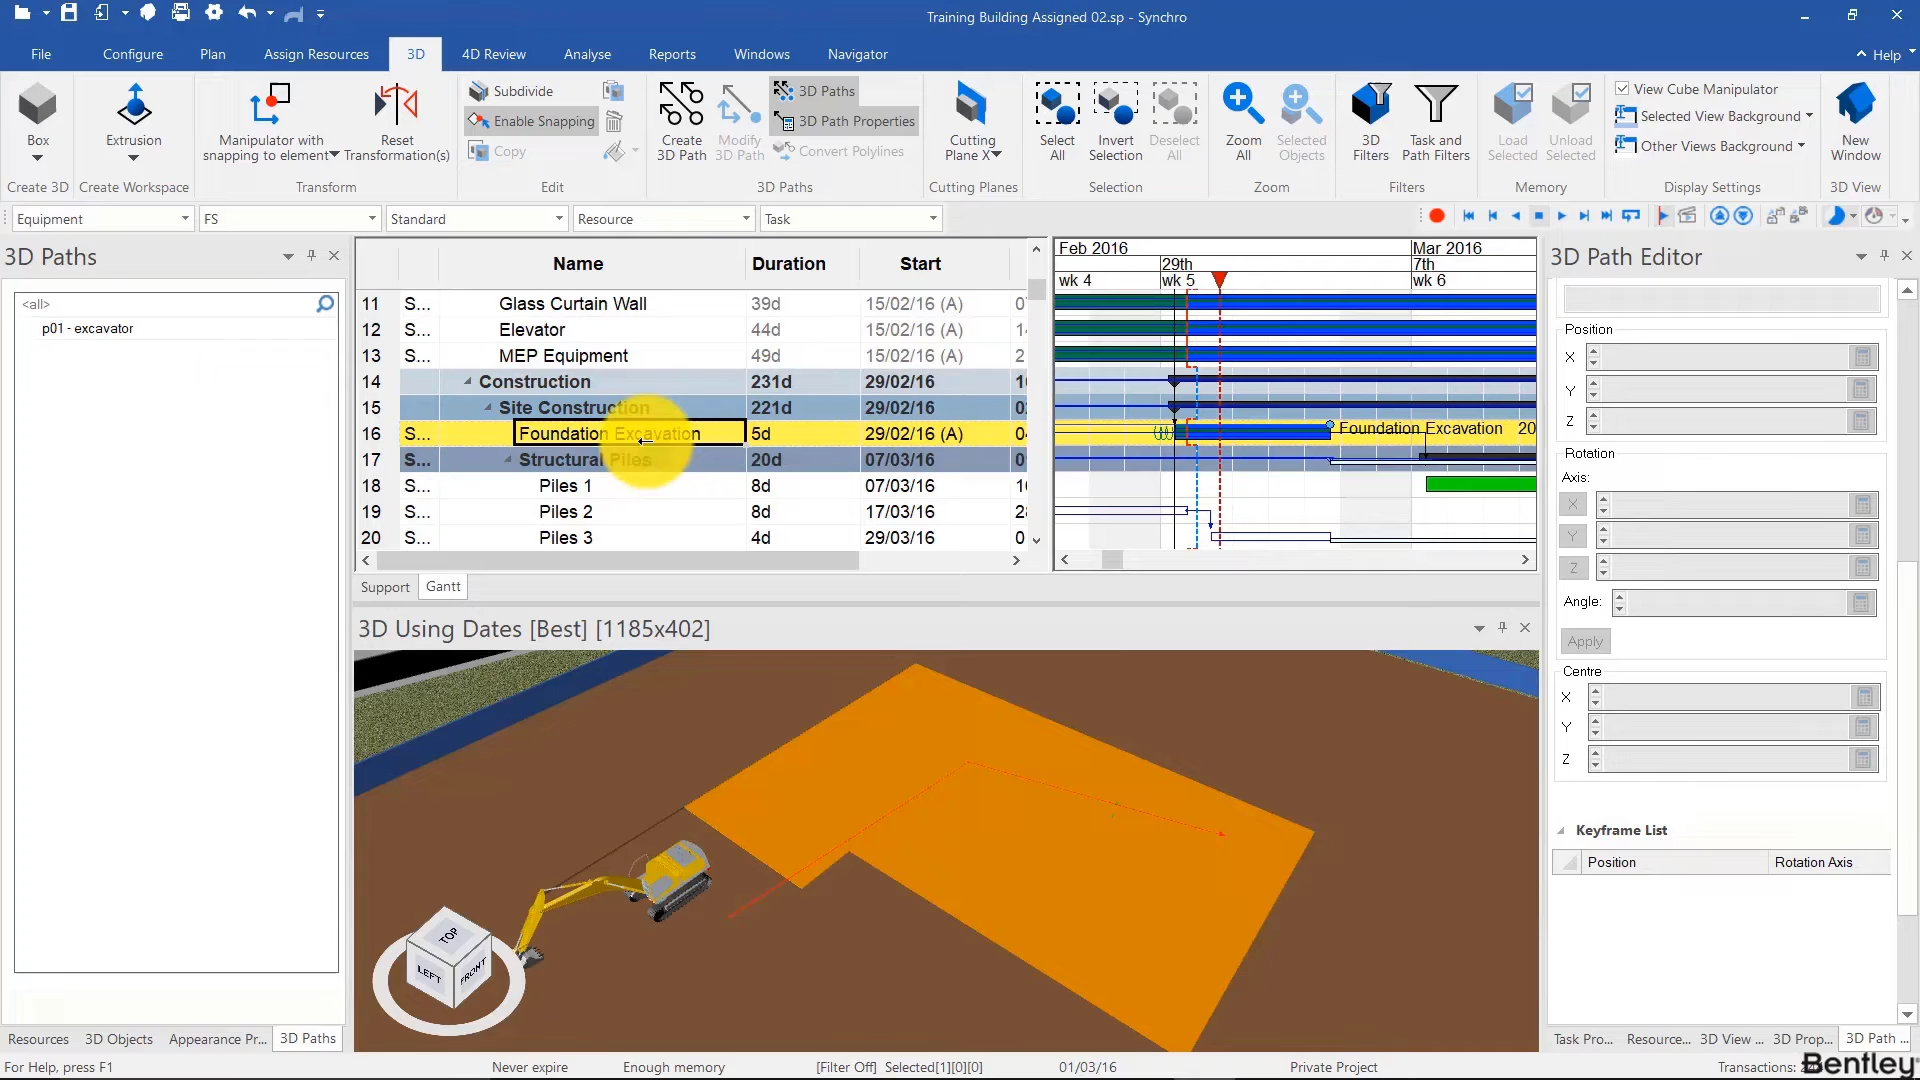 Training Building Assigned 02.sp - Synchro
File Configure Plan Assign Resources 3D 4D Review Analyse Reports Windows Navigator Help
Box
Create 3D
Extrusion
Create Workspace
Manipulator with
snapping to element
Reset
Transformation(s)
Transform
Subdivide
Enable Snapping
Copy
Edit
Create
3D Path
Modify
3D Path
3D Paths
3D Path Properties
Convert Polylines
3D Paths
Cutting
Plane X
Cutting Planes
Select
All
Invert
Selection
Deselect
All
Selection
Zoom
All
Selected
Objects
Zoom
3D
Filters
Task and
Path Filters
Filters
Load
Selected
Unload
Selected
Memory
View Cube Manipulator
Selected View Background
Other Views Background
Display Settings
New
Window
3D View
Equipment FS Standard Resource Task
3D Paths
<all>
p01 - excavator
Name Duration Start
11 S... Glass Curtain Wall 39d 15/02/16 (A)
12 S... Elevator 44d 15/02/16 (A)
13 S... MEP Equipment 49d 15/02/16 (A)
14 Construction 231d 29/02/16
15 Site Construction 221d 29/02/16
16 S... Foundation Excavation 5d 29/02/16 (A)
17 S... Structural Piles 20d 07/03/16
18 S... Piles 1 8d 07/03/16
19 S... Piles 2 8d 17/03/16
20 S... Piles 3 4d 29/03/16
Feb 2016 Mar 2016
29th 7th
wk 4 wk 5 wk 6
Foundation Excavation 20
Support Gantt
3D Using Dates [Best] [1185x402]
TOP
LEFT FRONT
3D Path Editor
Position
X
Y
Z
Rotation
Axis:
X
Y
Z
Angle:
Apply
Centre
X
Y
Z
Keyframe List
Position Rotation Axis
Resources 3D Objects Appearance Pr... 3D Paths
Task Pro... Resource... 3D View ... 3D Prop... 3D Path ...
For Help, press F1 Never expire Enough memory [Filter Off] Selected[1][0][0] 01/03/16 Private Project Transactions:
Bentley